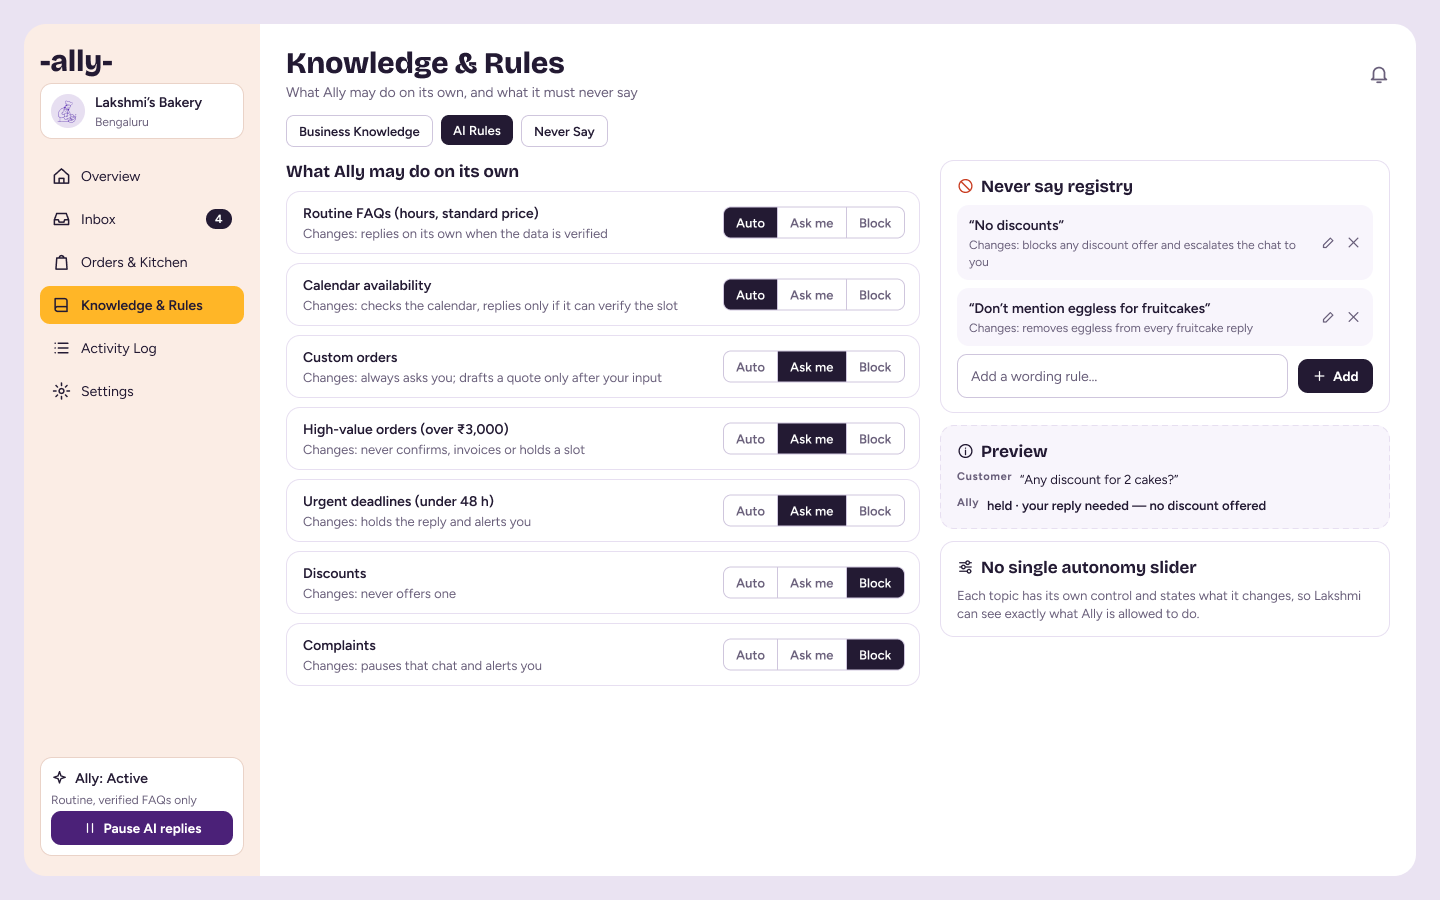 -ally-
Lakshmi’s Bakery
Bengaluru
Overview
Inbox
4
Orders & Kitchen
Knowledge & Rules
Activity Log
Settings
Ally: Active
Routine, verified FAQs only
Pause AI replies
Knowledge & Rules
What Ally may do on its own, and what it must never say
Business Knowledge
AI Rules
Never Say
What Ally may do on its own
Routine FAQs (hours, standard price)
Changes: replies on its own when the data is verified
Auto Ask me Block
Calendar availability
Changes: checks the calendar, replies only if it can verify the slot
Auto Ask me Block
Custom orders
Changes: always asks you; drafts a quote only after your input
Auto Ask me Block
High-value orders (over ₹3,000)
Changes: never confirms, invoices or holds a slot
Auto Ask me Block
Urgent deadlines (under 48 h)
Changes: holds the reply and alerts you
Auto Ask me Block
Discounts
Changes: never offers one
Auto Ask me Block
Complaints
Changes: pauses that chat and alerts you
Auto Ask me Block
Never say registry
“No discounts”
Changes: blocks any discount offer and escalates the chat to
you
“Don’t mention eggless for fruitcakes”
Changes: removes eggless from every fruitcake reply
Add a wording rule…
+ Add
Preview
Customer “Any discount for 2 cakes?”
Ally held · your reply needed — no discount offered
No single autonomy slider
Each topic has its own control and states what it changes, so Lakshmi
can see exactly what Ally is allowed to do.